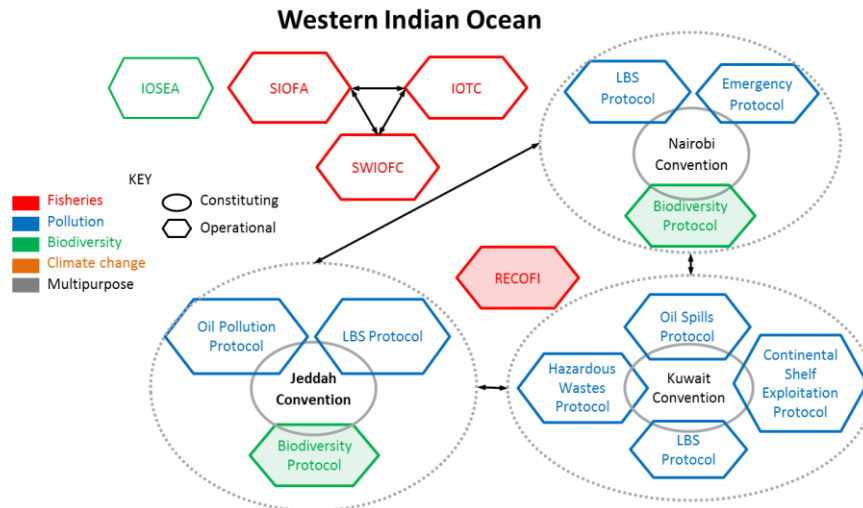 Western Indian Ocean
IOSEA
SIOFA
IOTC
SWIOFC
LBS
Protocol
Emergency
Protocol
Nairobi
Convention
Biodiversity
Protocol
KEY
Fisheries
Pollution
Biodiversity
Climate change
Multipurpose
Constituting
Operational
RECOFI
Oil Pollution
Protocol
LBS Protocol
Jeddah
Convention
Biodiversity
Protocol
Oil Spills
Protocol
Hazardous
Wastes
Protocol
Kuwait
Convention
Continental
Shelf
Exploitation
Protocol
LBS
Protocol